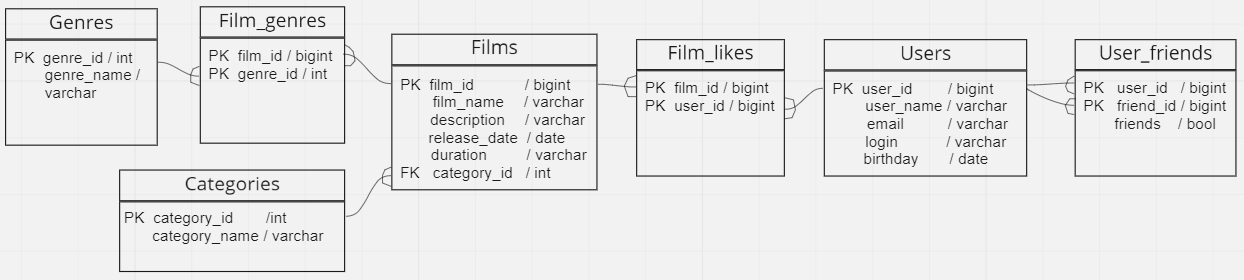 Genres
PK genre_id / int
genre_name /
varchar
Film_genres
PK film_id / bigint
PK genre_id / int
Films
PK film_id / bigint
film_name / varchar
description / varchar
release_date / date
duration / varchar
FK category_id / int
Film_likes
PK film_id / bigint
PK user_id / bigint
Users
PK user_id / bigint
user_name / varchar
email / varchar
login / varchar
birthday / date
User_friends
PK user_id / bigint
PK friend_id / bigint
friends / bool
Categories
PK category_id /int
category_name / varchar